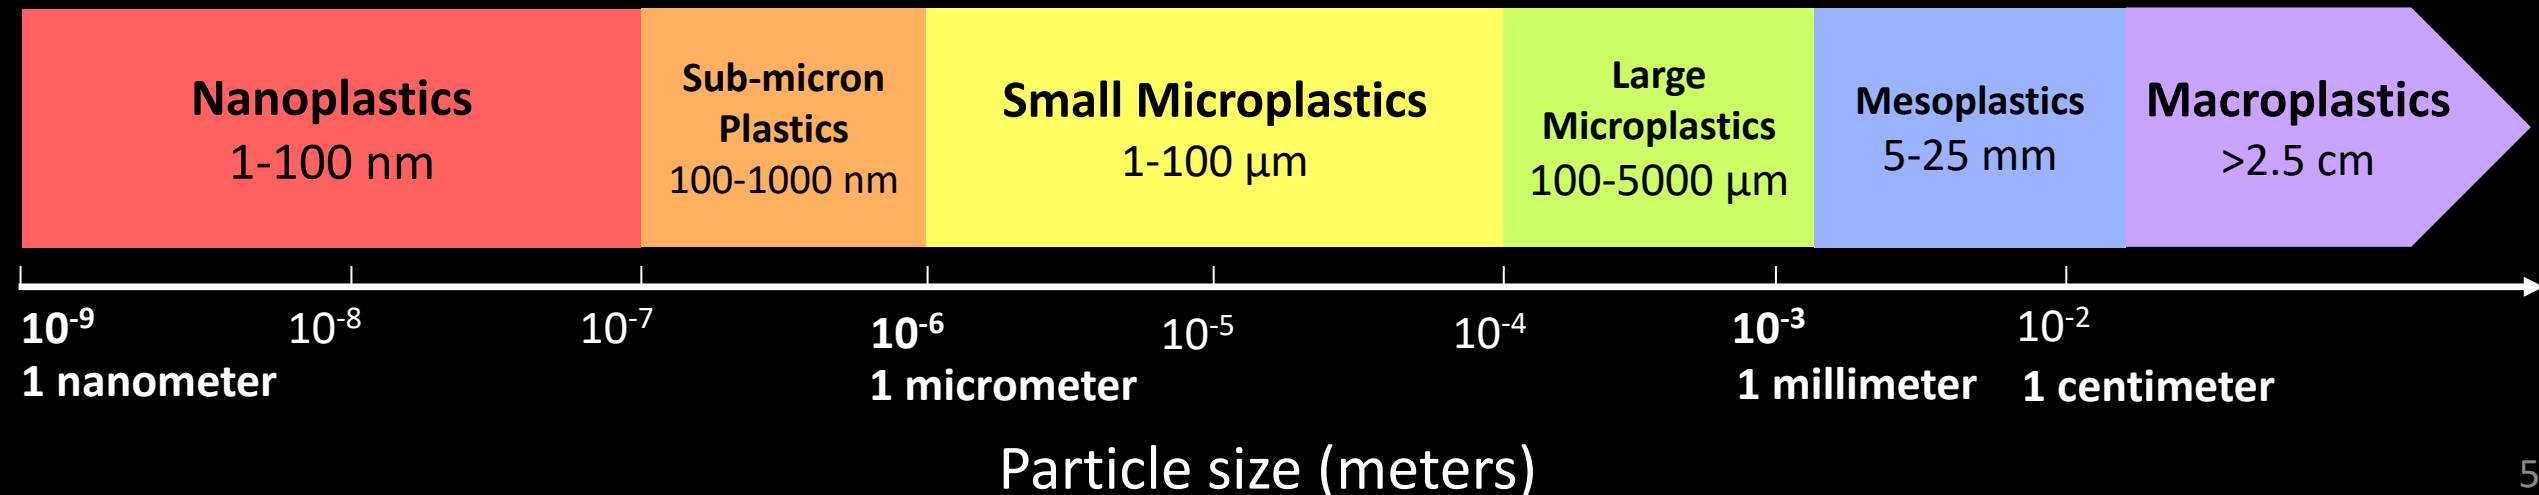 Nanoplastics
1-100 nm
Sub-micron
Plastics
100-1000 nm
Small Microplastics
1-100 µm
Large
Microplastics
100-5000 µm
Mesoplastics
5-25 mm
Macroplastics
>2.5 cm
10⁻⁹
1 nanometer
10⁻⁸
10⁻⁷
10⁻⁶
1 micrometer
10⁻⁵
10⁻⁴
10⁻³
1 millimeter
10⁻²
1 centimeter
Particle size (meters)
5